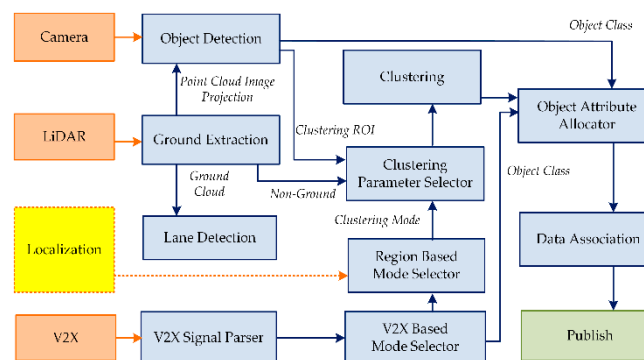 Camera
Object Detection
Object Class
Point Cloud Image
Projection
Clustering
Object Attribute
Allocator
LiDAR
Ground Extraction
Clustering ROI
Clustering
Parameter Selector
Object Class
Ground
Cloud
Non-Ground
Clustering Mode
Lane Detection
Localization
Region Based
Mode Selector
Data Association
V2X
V2X Signal Parser
V2X Based
Mode Selector
Publish